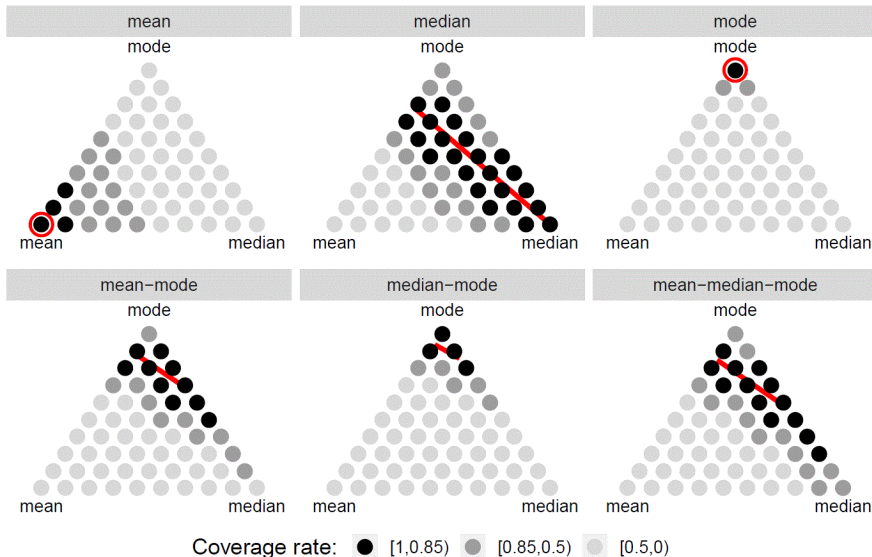 mean median mode
mode mode mode
mean median mean median mean median
mean−mode median−mode mean−median−mode
mode mode mode
mean median mean median mean median
Coverage rate: [1,0.85) [0.85,0.5) [0.5,0)